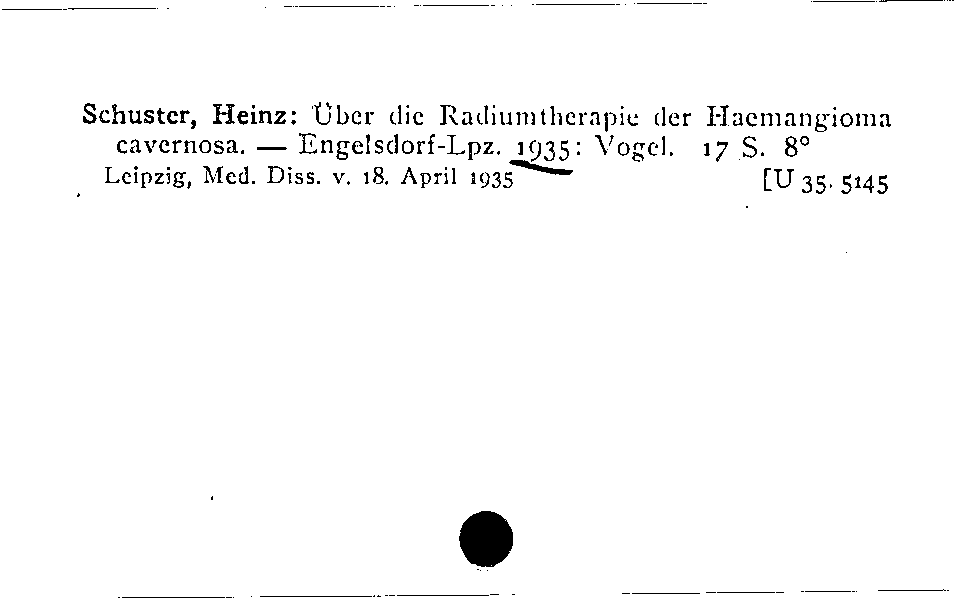 Schuster, Heinz: Über die Radiumtherapie der Haemangioma
cavernosa. — Engelsdorf-Lpz. 1935: Vogel. 17 S. 8°
Leipzig, Med. Diss. v. 18. April 1935 [U 35. 5145